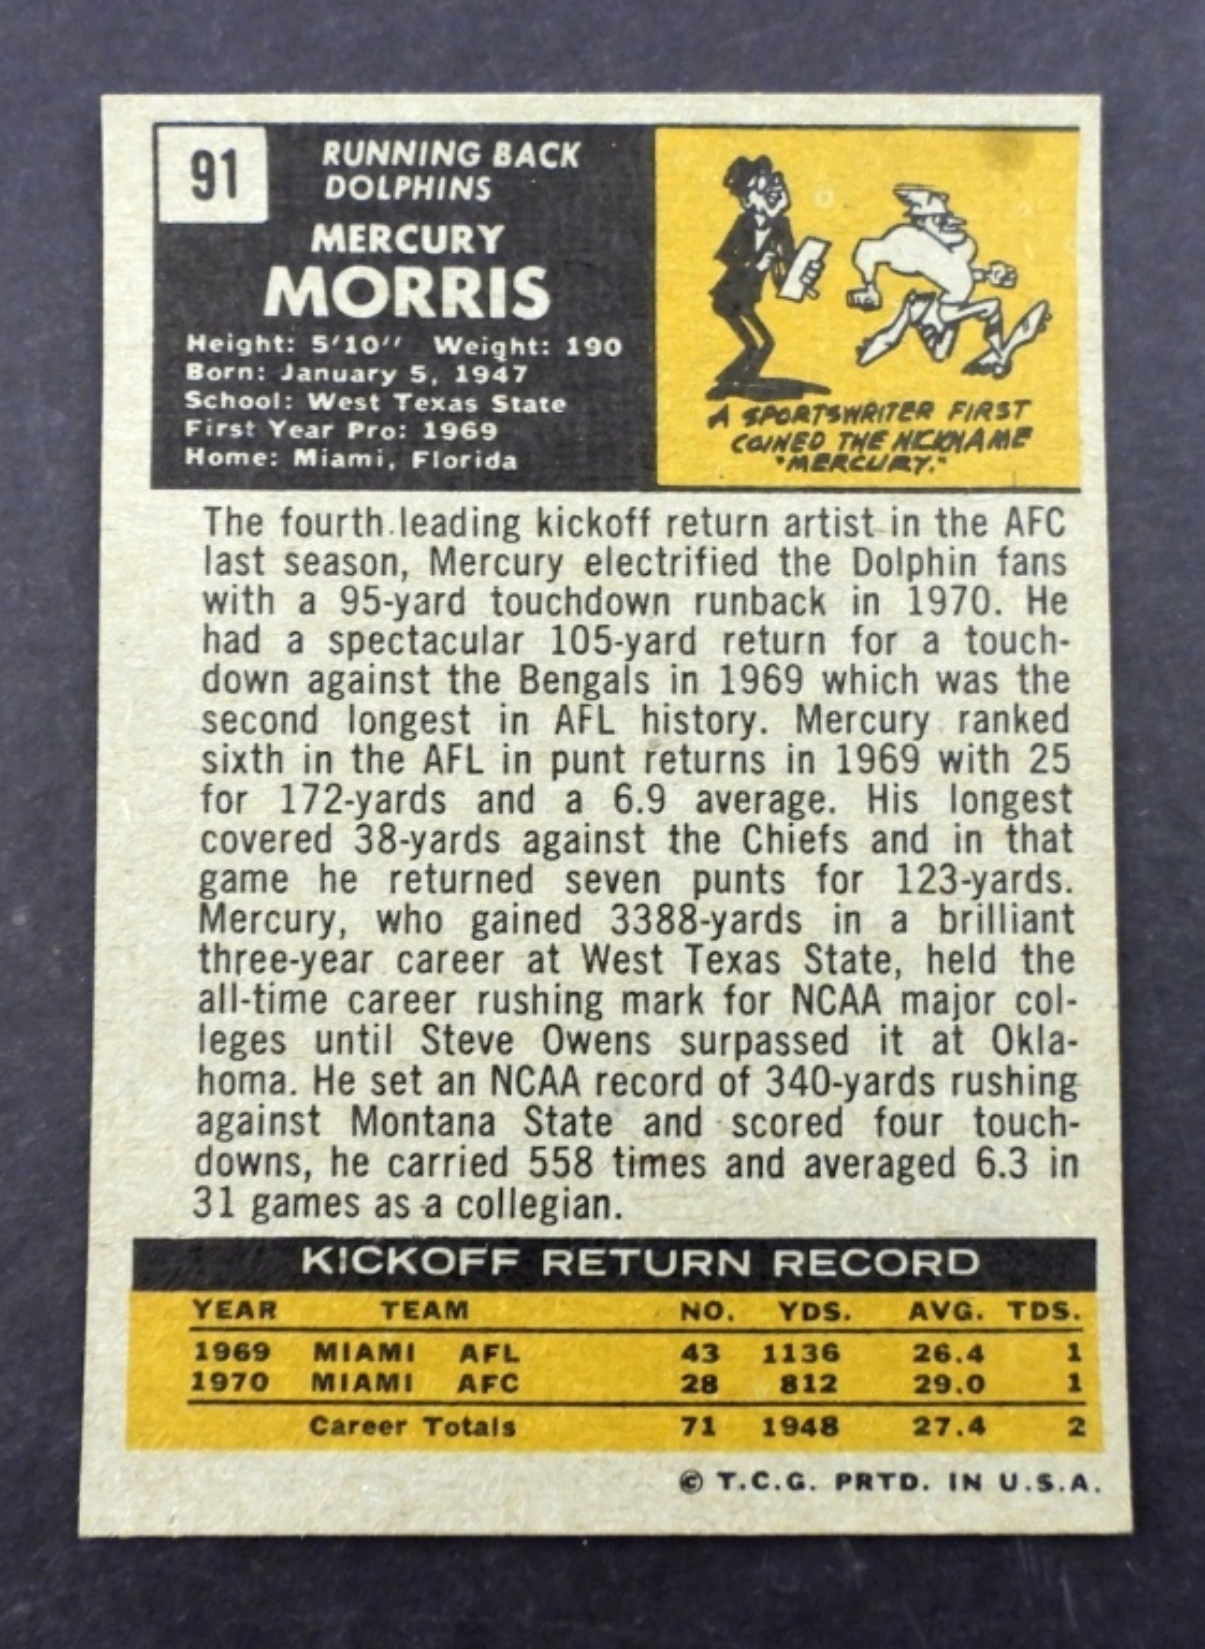 91
RUNNING BACK
DOLPHINS
MERCURY
MORRIS
Height: 5'10" Weight: 190
Born: January 5, 1947
School: West Texas State
First Year Pro: 1969
Home: Miami, Florida
A SPORTSWRITER FIRST
COINED THE NICKNAME
"MERCURY."
The fourth leading kickoff return artist in the AFC
last season, Mercury electrified the Dolphin fans
with a 95-yard touchdown runback in 1970. He
had a spectacular 105-yard return for a touch-
down against the Bengals in 1969 which was the
second longest in AFL history. Mercury ranked
sixth in the AFL in punt returns in 1969 with 25
for 172-yards and a 6.9 average. His longest
covered 38-yards against the Chiefs and in that
game he returned seven punts for 123-yards.
Mercury, who gained 3388-yards in a brilliant
three-year career at West Texas State, held the
all-time career rushing mark for NCAA major col-
leges until Steve Owens surpassed it at Okla-
homa. He set an NCAA record of 340-yards rushing
against Montana State and scored four touch-
downs, he carried 558 times and averaged 6.3 in
31 games as a collegian.
KICKOFF RETURN RECORD
YEAR TEAM NO. YDS. AVG. TDS.
1969 MIAMI AFL 43 1136 26.4 1
1970 MIAMI AFC 28 812 29.0 1
Career Totals 71 1948 27.4 2
© T.C.G. PRTD. IN U.S.A.